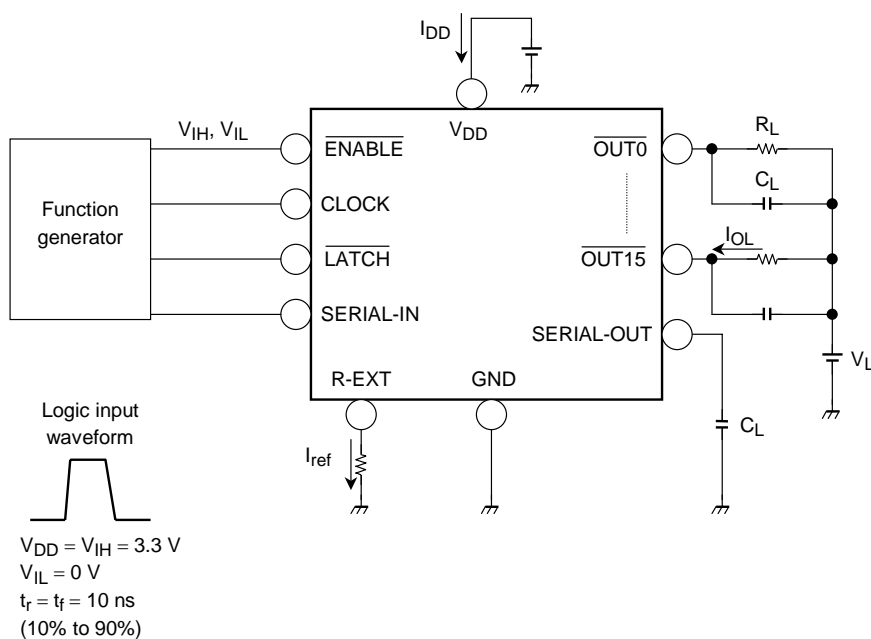 I_DD
V_IH, V_IL
V_DD
R_L
ENABLE
OUT0
C_L
CLOCK
Function
generator
I_OL
LATCH
OUT15
SERIAL-IN
SERIAL-OUT
V_L
R-EXT
GND
Logic input
waveform
C_L
I_ref
V_DD = V_IH = 3.3 V
V_IL = 0 V
t_r = t_f = 10 ns
(10% to 90%)